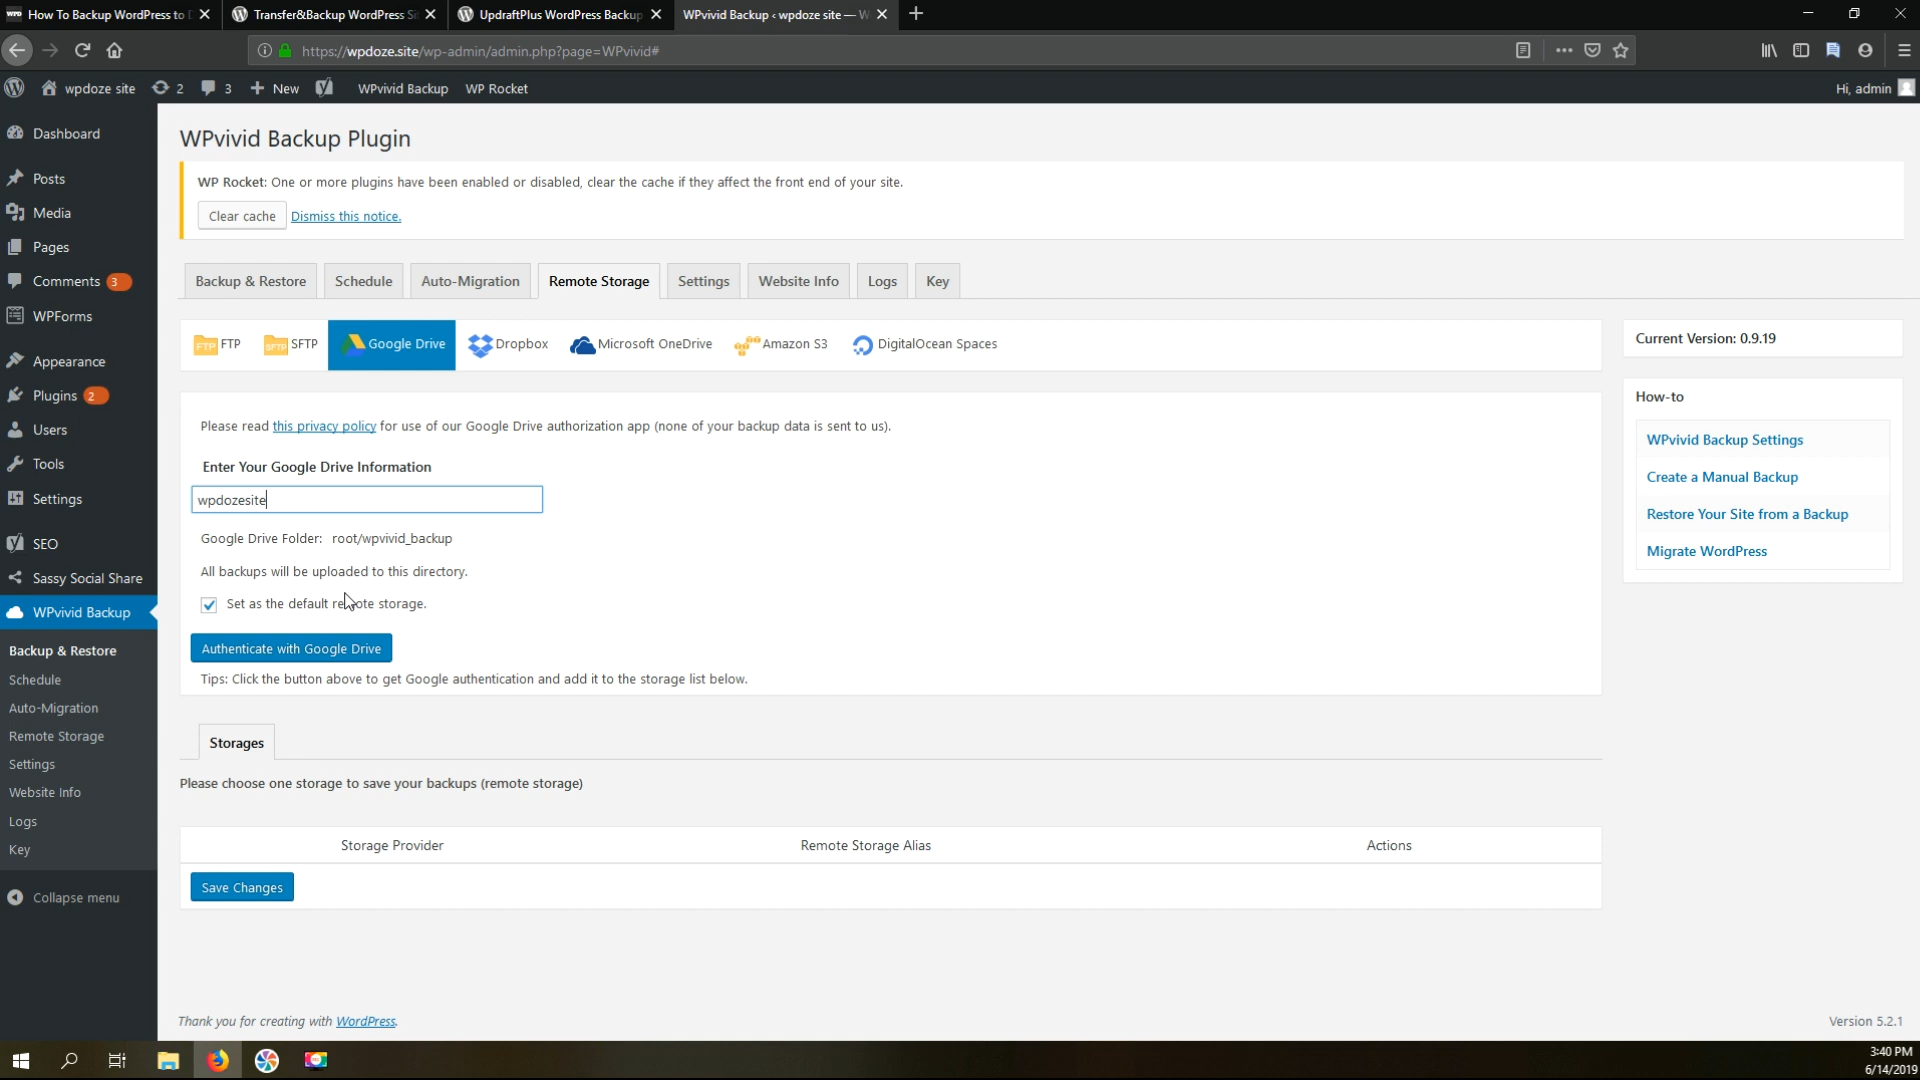 How To Backup WordPress to
Transfer&Backup WordPress Si
UpdraftPlus WordPress Backup
WPvivid Backup ‹ wpdoze site — W
https://wpdoze.site/wp-admin/admin.php?page=WPvivid#
wpdoze site
2
3
New
WPvivid Backup
WP Rocket
Hi, admin
Dashboard
Posts
Media
Pages
Comments 3
WPForms
Appearance
Plugins 2
Users
Tools
Settings
SEO
Sassy Social Share
WPvivid Backup
Backup & Restore
Schedule
Auto-Migration
Remote Storage
Settings
Website Info
Logs
Key
Collapse menu
WPvivid Backup Plugin
WP Rocket: One or more plugins have been enabled or disabled, clear the cache if they affect the front end of your site.
Clear cache Dismiss this notice.
Backup & Restore Schedule Auto-Migration Remote Storage Settings Website Info Logs Key
FTP FTP SFTP SFTP Google Drive Dropbox Microsoft OneDrive Amazon S3 DigitalOcean Spaces
Please read this privacy policy for use of our Google Drive authorization app (none of your backup data is sent to us).
Enter Your Google Drive Information
wpdozesite
Google Drive Folder: root/wpvivid_backup
All backups will be uploaded to this directory.
Set as the default remote storage.
Authenticate with Google Drive
Tips: Click the button above to get Google authentication and add it to the storage list below.
Storages
Please choose one storage to save your backups (remote storage)
Storage Provider Remote Storage Alias Actions
Save Changes
Current Version: 0.9.19
How-to
WPvivid Backup Settings
Create a Manual Backup
Restore Your Site from a Backup
Migrate WordPress
Thank you for creating with WordPress.
Version 5.2.1
3:40 PM
6/14/2019